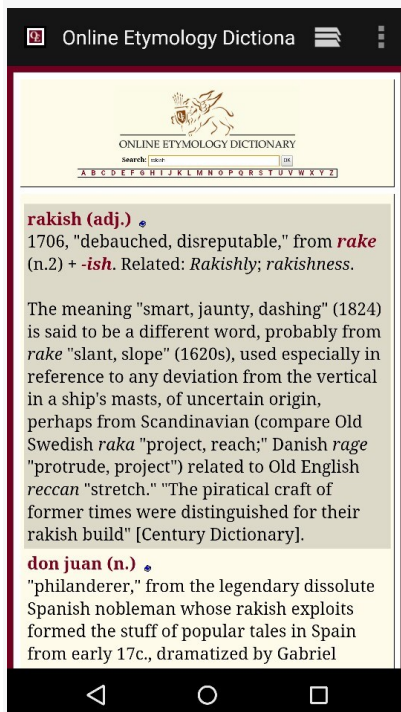 Online Etymology Dictiona
ONLINE ETYMOLOGY DICTIONARY
Search: rakish OK
A B C D E F G H I J K L M N O P Q R S T U V W X Y Z
rakish (adj.)
1706, "debauched, disreputable," from rake
(n.2) + -ish. Related: Rakishly; rakishness.
The meaning "smart, jaunty, dashing" (1824)
is said to be a different word, probably from
rake "slant, slope" (1620s), used especially in
reference to any deviation from the vertical
in a ship's masts, of uncertain origin,
perhaps from Scandinavian (compare Old
Swedish raka "project, reach;" Danish rage
"protrude, project") related to Old English
reccan "stretch." "The piratical craft of
former times were distinguished for their
rakish build" [Century Dictionary].
don juan (n.)
"philanderer," from the legendary dissolute
Spanish nobleman whose rakish exploits
formed the stuff of popular tales in Spain
from early 17c., dramatized by Gabriel